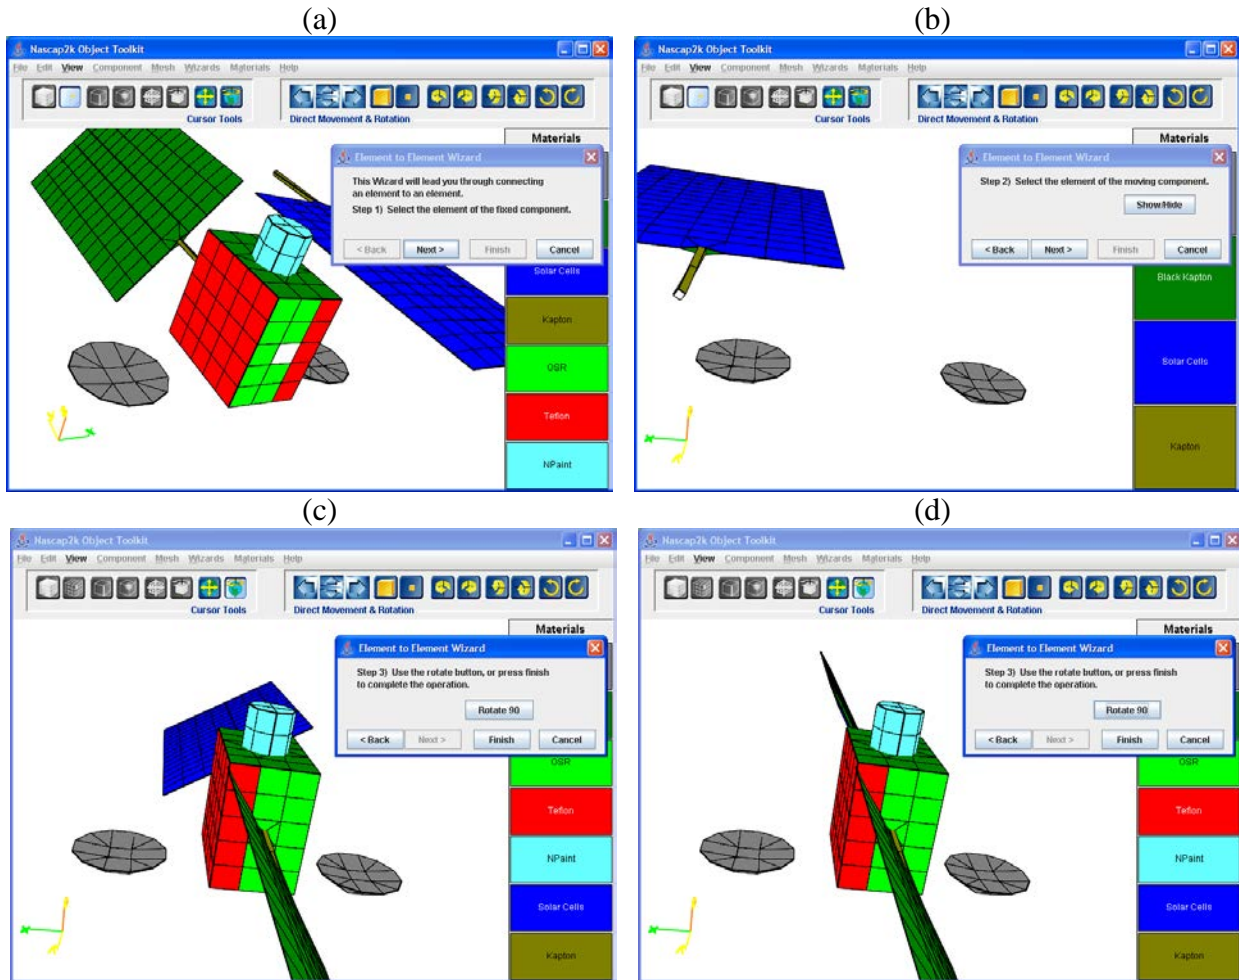 (a)
Nascap2k Object Toolkit
File Edit View Component Mesh Wizards Materials Help
Cursor Tools
Direct Movement & Rotation
Materials
Element to Element Wizard
This Wizard will lead you through connecting
an element to an element.
Step 1) Select the element of the fixed component.
< Back Next > Finish Cancel
Solar Cells
Kapton
OSR
Teflon
NPaint
(b)
Nascap2k Object Toolkit
File Edit View Component Mesh Wizards Materials Help
Cursor Tools
Direct Movement & Rotation
Materials
Element to Element Wizard
Step 2) Select the element of the moving component.
Show/Hide
< Back Next > Finish Cancel
Black Kapton
Solar Cells
Kapton
(c)
Nascap2k Object Toolkit
File Edit View Component Mesh Wizards Materials Help
Cursor Tools
Direct Movement & Rotation
Materials
Element to Element Wizard
Step 3) Use the rotate button, or press finish
to complete the operation.
Rotate 90
< Back Next > Finish Cancel
OSR
Teflon
NPaint
Solar Cells
Kapton
(d)
Nascap2k Object Toolkit
File Edit View Component Mesh Wizards Materials Help
Cursor Tools
Direct Movement & Rotation
Materials
Element to Element Wizard
Step 3) Use the rotate button, or press finish
to complete the operation.
Rotate 90
< Back Next > Finish Cancel
OSR
Teflon
NPaint
Solar Cells
Kapton